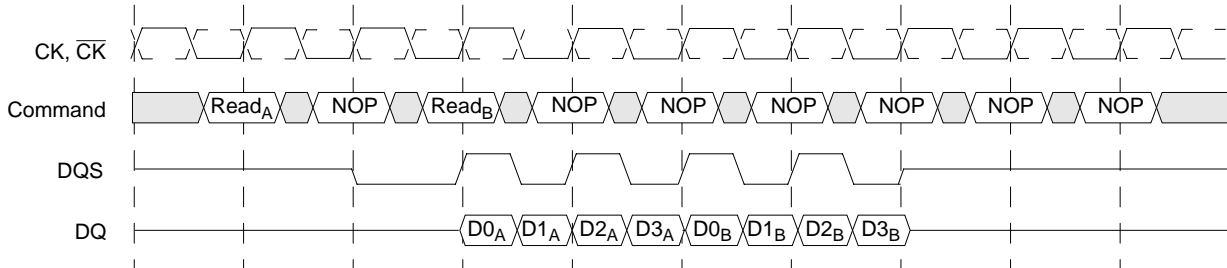 CK, C̅K̅
Command Read_A NOP Read_B NOP NOP NOP NOP NOP NOP
DQS
DQ D0_A D1_A D2_A D3_A D0_B D1_B D2_B D3_B